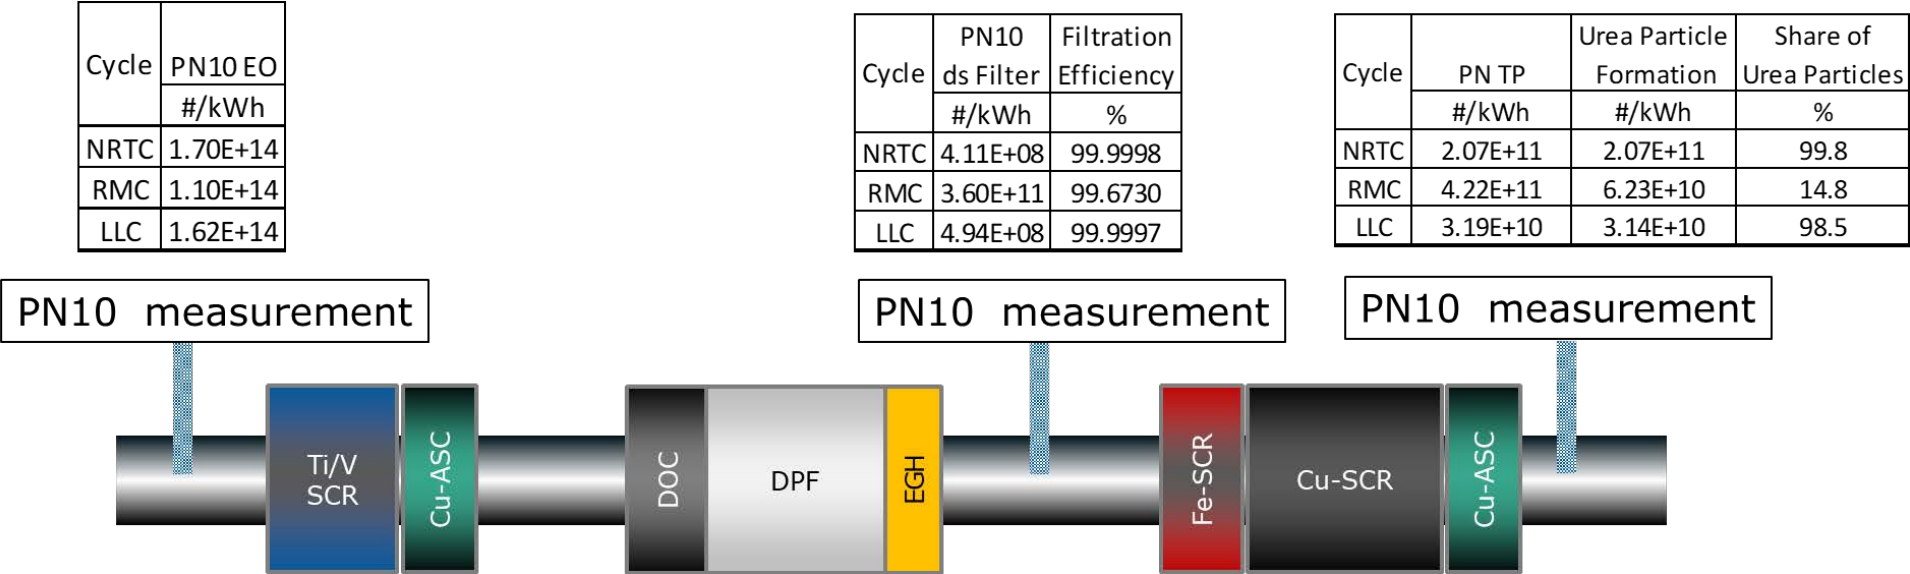 Cycle PN10 EO
#/kWh
NRTC 1.70E+14
RMC 1.10E+14
LLC 1.62E+14
PN10 Filtration
Cycle ds Filter Efficiency
#/kWh %
NRTC 4.11E+08 99.9998
RMC 3.60E+11 99.6730
LLC 4.94E+08 99.9997
Urea Particle Share of
Cycle PN TP Formation Urea Particles
#/kWh #/kWh %
NRTC 2.07E+11 2.07E+11 99.8
RMC 4.22E+11 6.23E+10 14.8
LLC 3.19E+10 3.14E+10 98.5
PN10 measurement
PN10 measurement
PN10 measurement
Ti/V
SCR
Cu-ASC
DOC
DPF
EGH
Fe-SCR
Cu-SCR
Cu-ASC